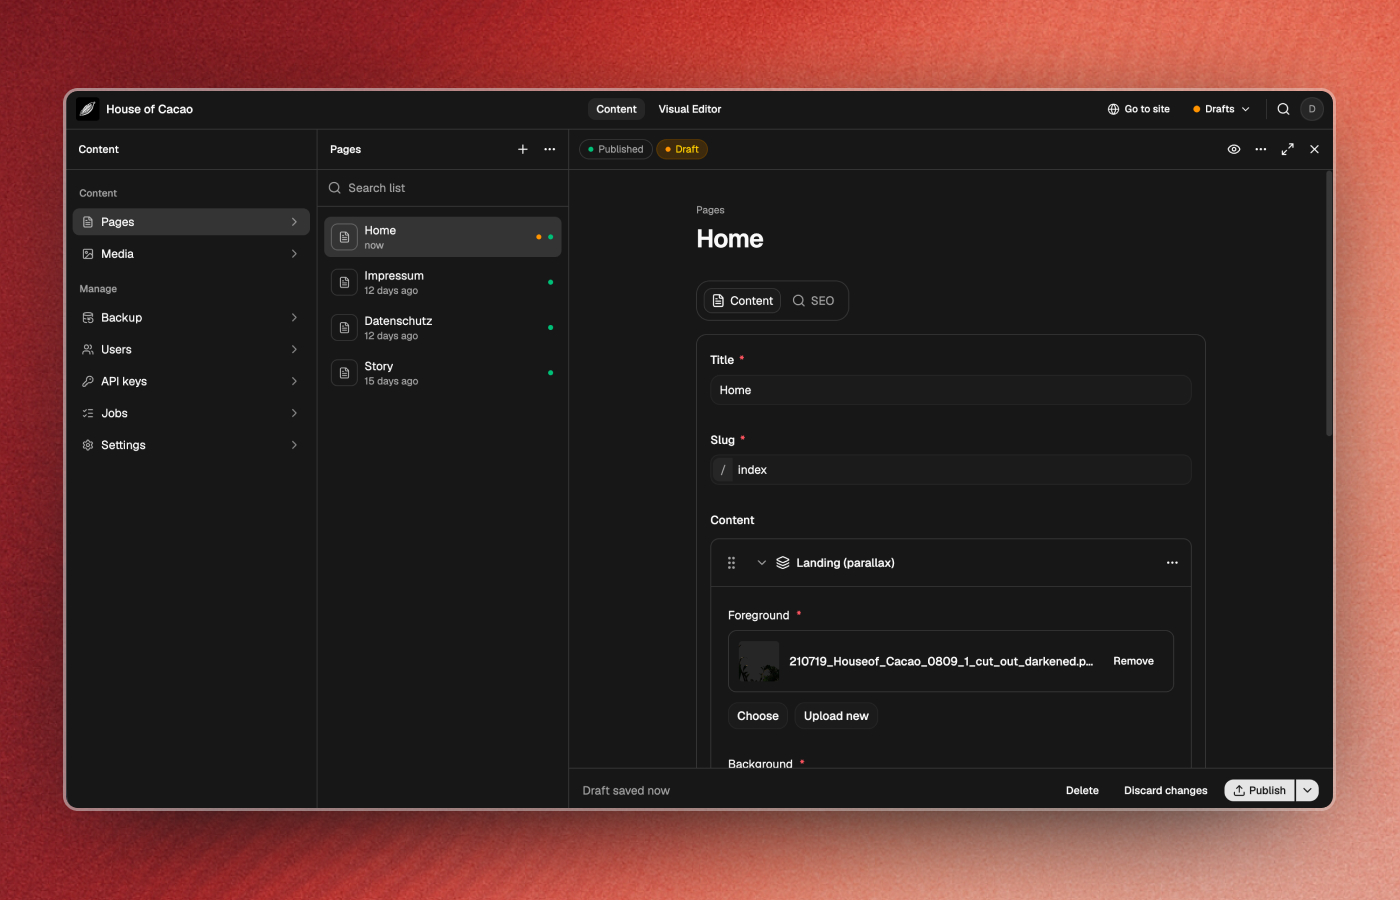 House of Cacao
Content
Visual Editor
Go to site
Drafts
D
Content
Content
Pages
Media
Manage
Backup
Users
API keys
Jobs
Settings
Pages
Search list
Home
now
Impressum
12 days ago
Datenschutz
12 days ago
Story
15 days ago
Published
Draft
Pages
Home
Content
SEO
Title *
Home
Slug *
/ index
Content
Landing (parallax)
Foreground *
210719_Houseof_Cacao_0809_1_cut_out_darkened.p...
Remove
Choose
Upload new
Background *
Draft saved now
Delete
Discard changes
Publish